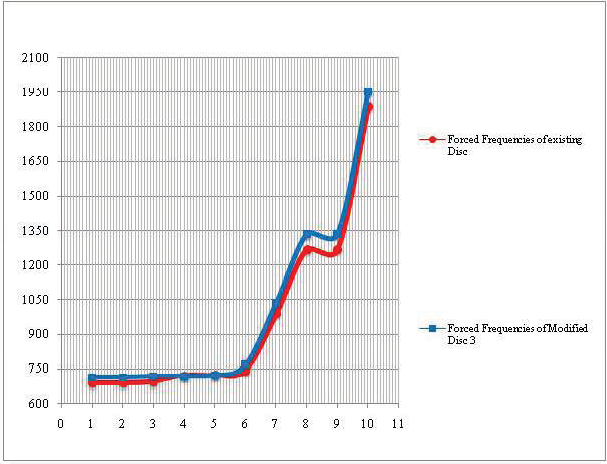 2100
1950
1800
1650
1500
1350
1200
1050
900
750
600
0 1 2 3 4 5 6 7 8 9 10 11
Forced Frequencies of existing
Disc
Forced Frequencies of Modified
Disc 3